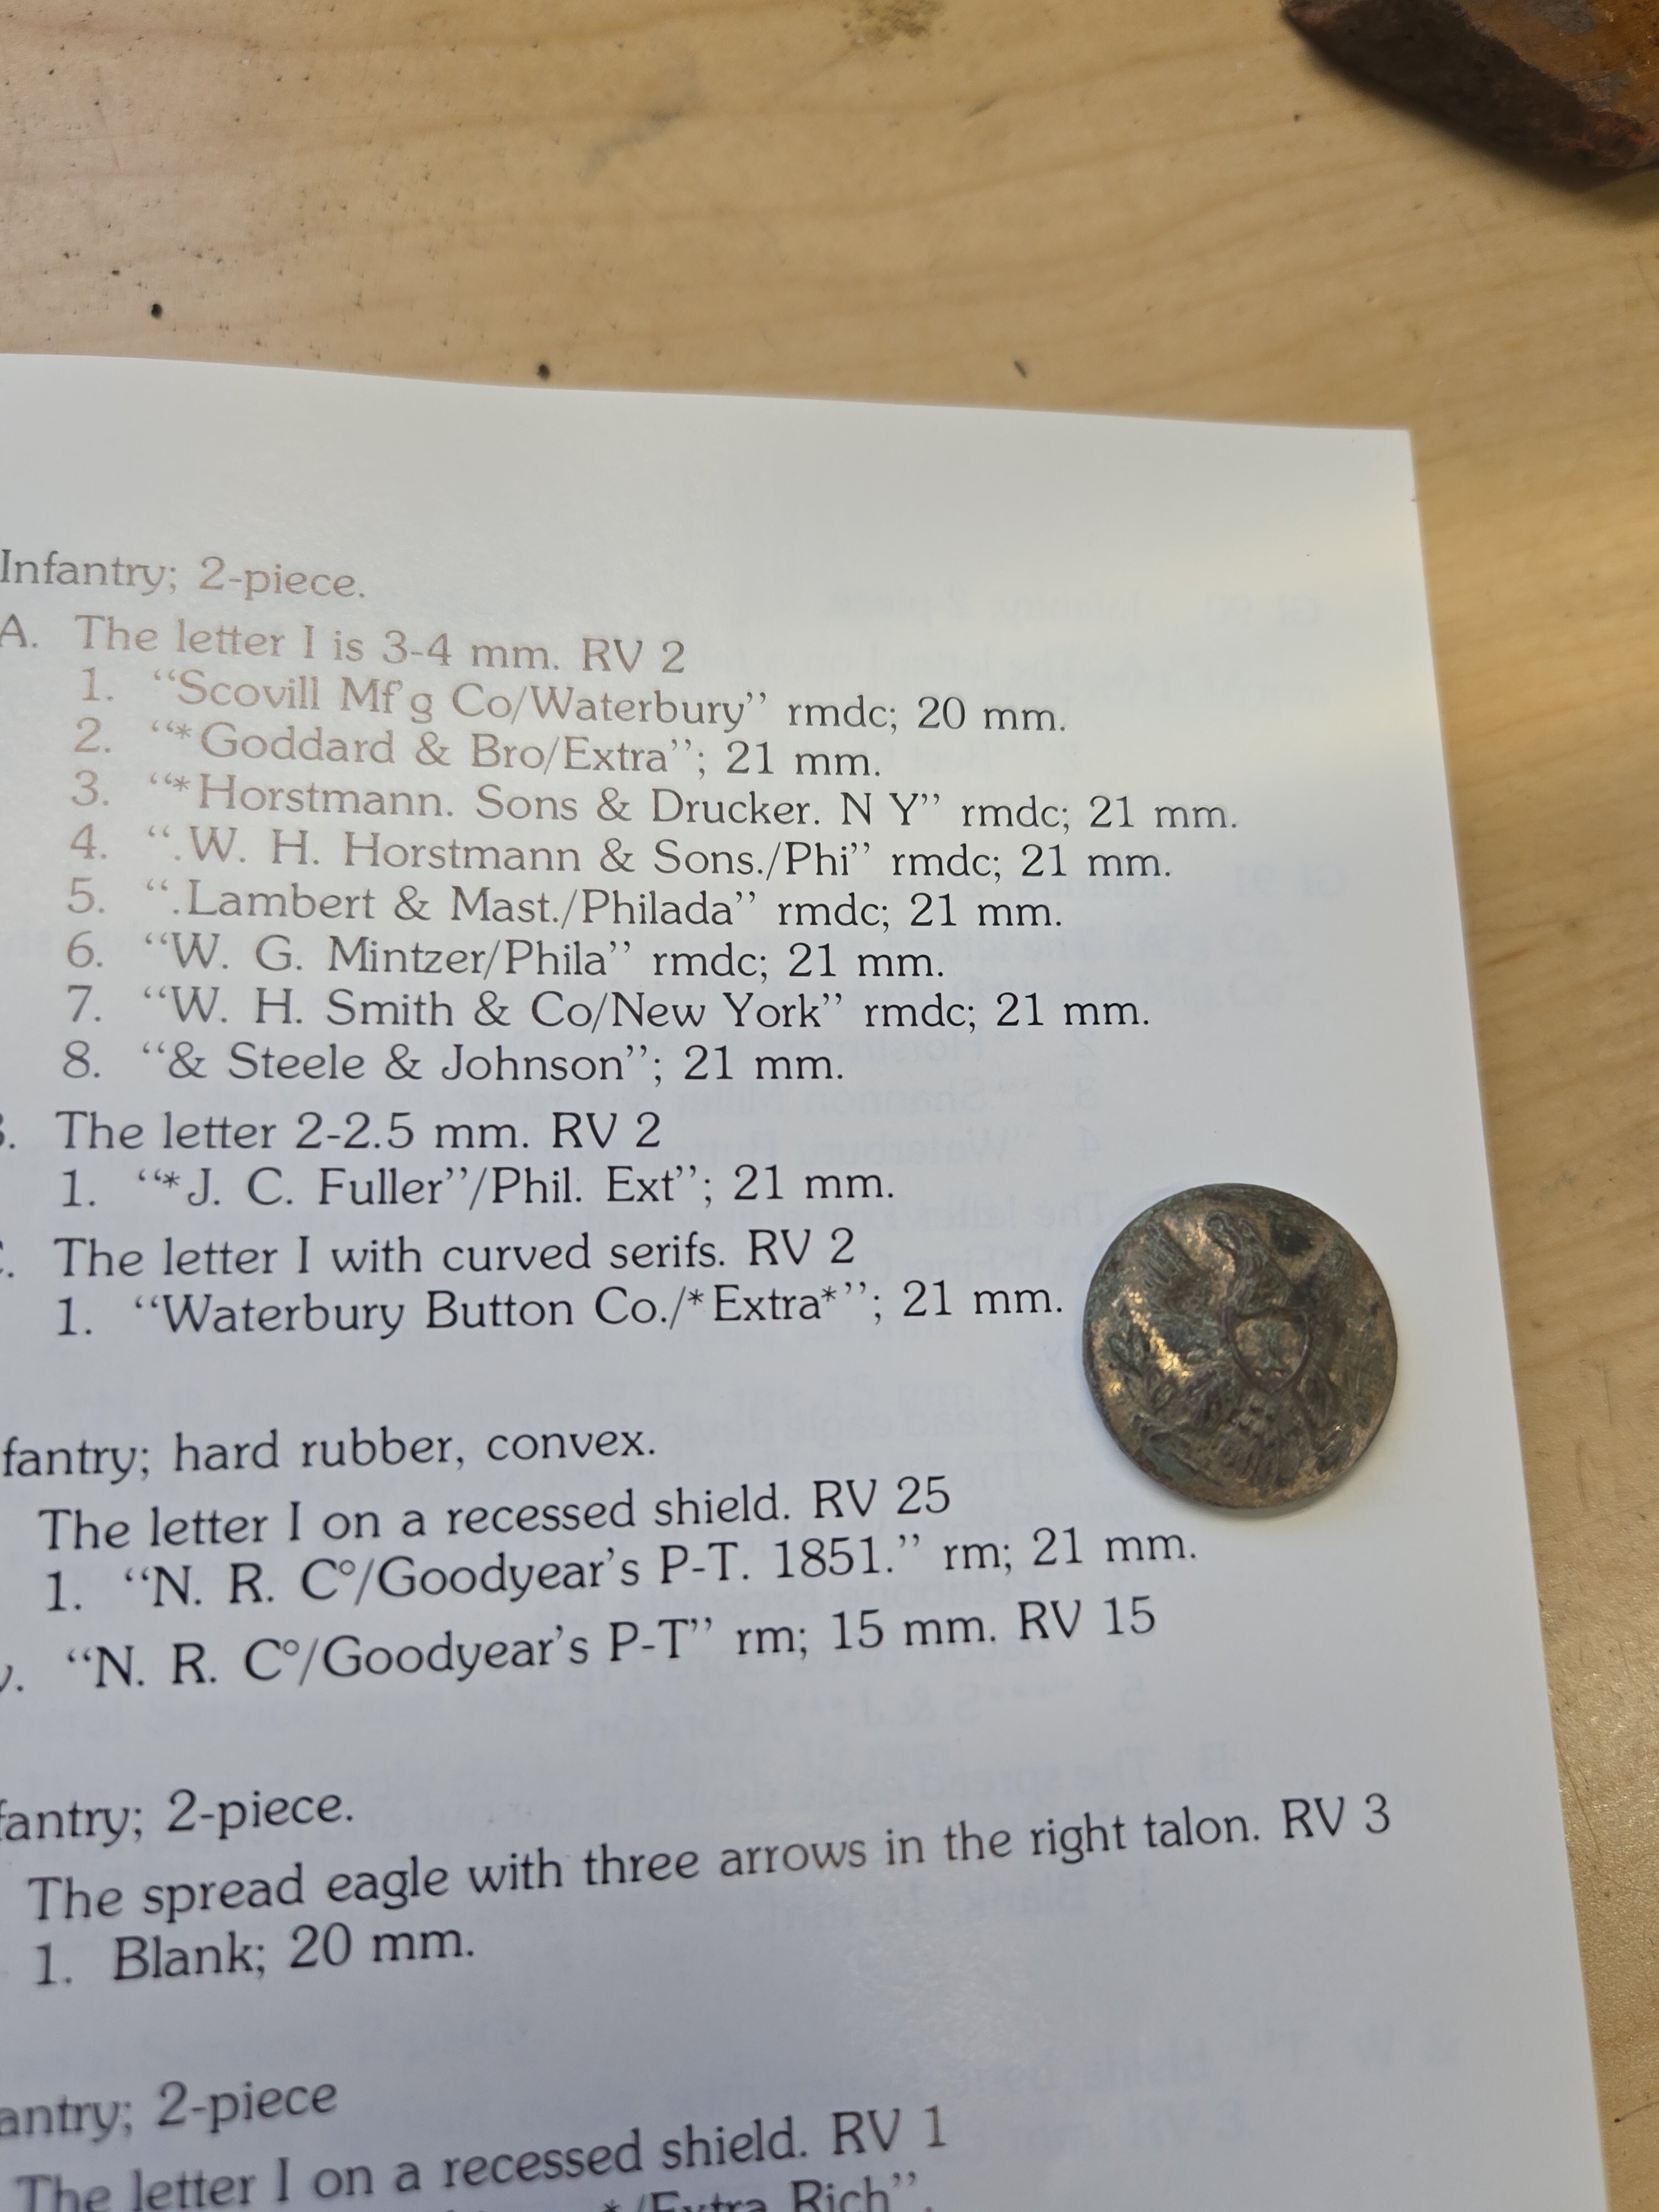 Infantry; 2-piece.
A. The letter I is 3-4 mm. RV 2
1. “Scovill Mf'g Co/Waterbury” rmdc; 20 mm.
2. “*Goddard & Bro/Extra”; 21 mm.
3. “*Horstmann. Sons & Drucker. N Y” rmdc; 21 mm.
4. “.W. H. Horstmann & Sons./Phi” rmdc; 21 mm.
5. “.Lambert & Mast./Philada” rmdc; 21 mm.
6. “W. G. Mintzer/Phila” rmdc; 21 mm.
7. “W. H. Smith & Co/New York” rmdc; 21 mm.
8. “& Steele & Johnson”; 21 mm.
The letter 2-2.5 mm. RV 2
1. “*J. C. Fuller”/Phil. Ext”; 21 mm.
The letter I with curved serifs. RV 2
1. “Waterbury Button Co./*Extra*”; 21 mm.
fantry; hard rubber, convex.
The letter I on a recessed shield. RV 25
1. “N. R. C°/Goodyear's P-T. 1851.” rm; 21 mm.
“N. R. C°/Goodyear's P-T” rm; 15 mm. RV 15
fantry; 2-piece.
The spread eagle with three arrows in the right talon. RV 3
1. Blank; 20 mm.
antry; 2-piece
The letter I on a recessed shield. RV 1
*/Extra Rich”.